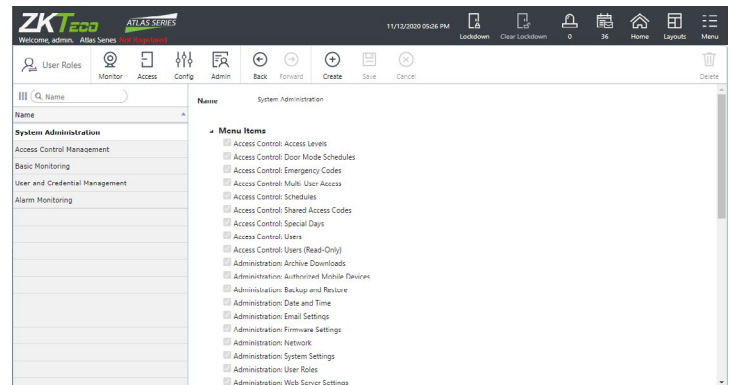 ZKTeco ATLAS SERIES
Welcome, admin. Atlas Series Not Registered
11/12/2020 05:26 PM
Lockdown Clear Lockdown 0 36 Home Layouts Menu
User Roles Monitor Access Config Admin Back Forward Create Save Cancel Delete
Name
Name
System Administration
Access Control Management
Basic Monitoring
User and Credential Management
Alarm Monitoring
Name System Administration
Menu Items
Access Control: Access Levels
Access Control: Door Mode Schedules
Access Control: Emergency Codes
Access Control: Multi-User Access
Access Control: Schedules
Access Control: Shared Access Codes
Access Control: Special Days
Access Control: Users
Access Control: Users (Read-Only)
Administration: Archive Downloads
Administration: Authorized Mobile Devices
Administration: Backup and Restore
Administration: Date and Time
Administration: Email Settings
Administration: Firmware Settings
Administration: Network
Administration: System Settings
Administration: User Roles
Administration: Web Server Settings